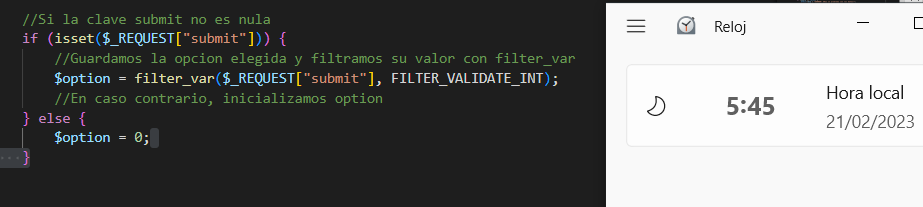 //Si la clave submit no es nula
if (isset($_REQUEST["submit"])) {
//Guardamos la opcion elegida y filtramos su valor con filter_var
$option = filter_var($_REQUEST["submit"], FILTER_VALIDATE_INT);
//En caso contrario, inicializamos option
} else {
$option = 0;
}
Reloj
5:45
Hora local
21/02/2023